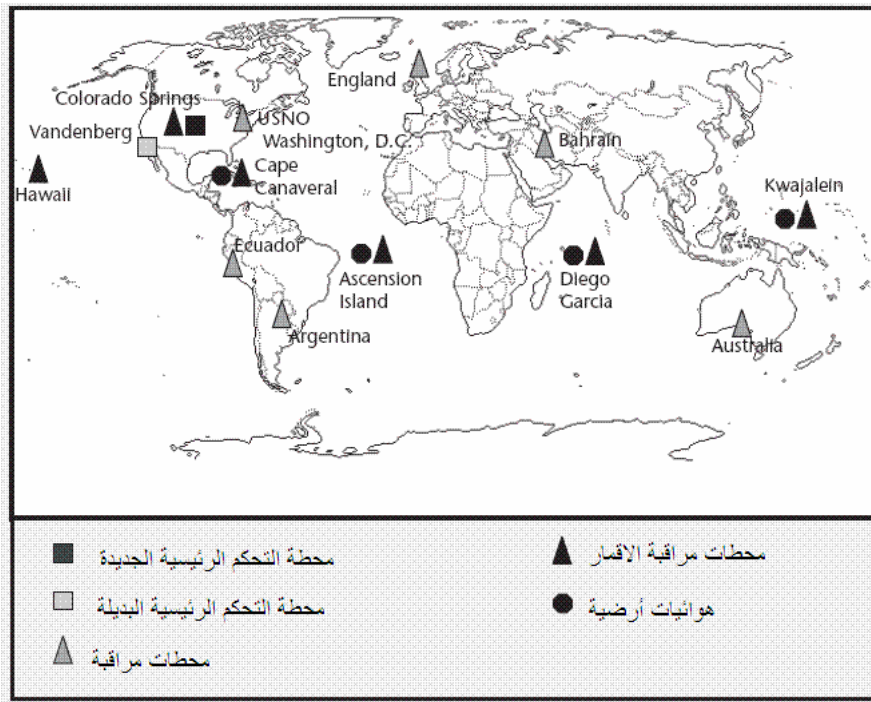 England
Colorado Springs
USNO
Washington, D.C.
Vandenberg
Bahrain
Hawaii
Cape
Canaveral
Kwajalein
Ecuador
Ascension
Island
Diego
Garcia
Argentina
Australia
محطات مراقبة الاقمار
محطة التحكم الرئيسية الجديدة
هوائيات أرضية
محطة التحكم الرئيسية البديلة
محطات مراقبة